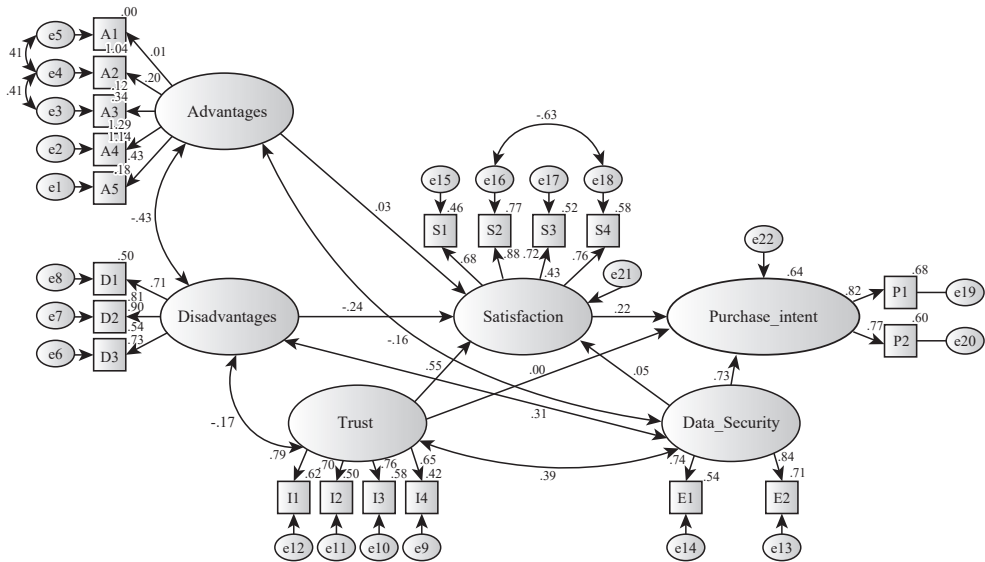 .00
e5 A1
.01
41 1.04
e4 A2 .20
.12
.41 .34
e3 A3 Advantages
1.29
1.14
e2 A4 .43
.18
e1 A5
-.63
e15 e16 e17 e18
.03
-.43 .46 .77 .52 .58
S1 S2 S3 S4
e22
.50 .68 .88 .72 .43 .76 e21
e8 D1 .71 .64 .68
.81 .82 P1 e19
.90
e7 D2 Disadvantages -.24 Satisfaction .22 Purchase_intent
.54 .77 .60
e6 D3 .73 -.16 P2 e20
.55 .00 .05 .73
-.17 Trust .31 Data_Security
.79 .70 .76 .65 .74 .84
.62 .50 .58 .42 .39 .54 .71
I1 I2 I3 I4 E1 E2
e12 e11 e10 e9 e14 e13